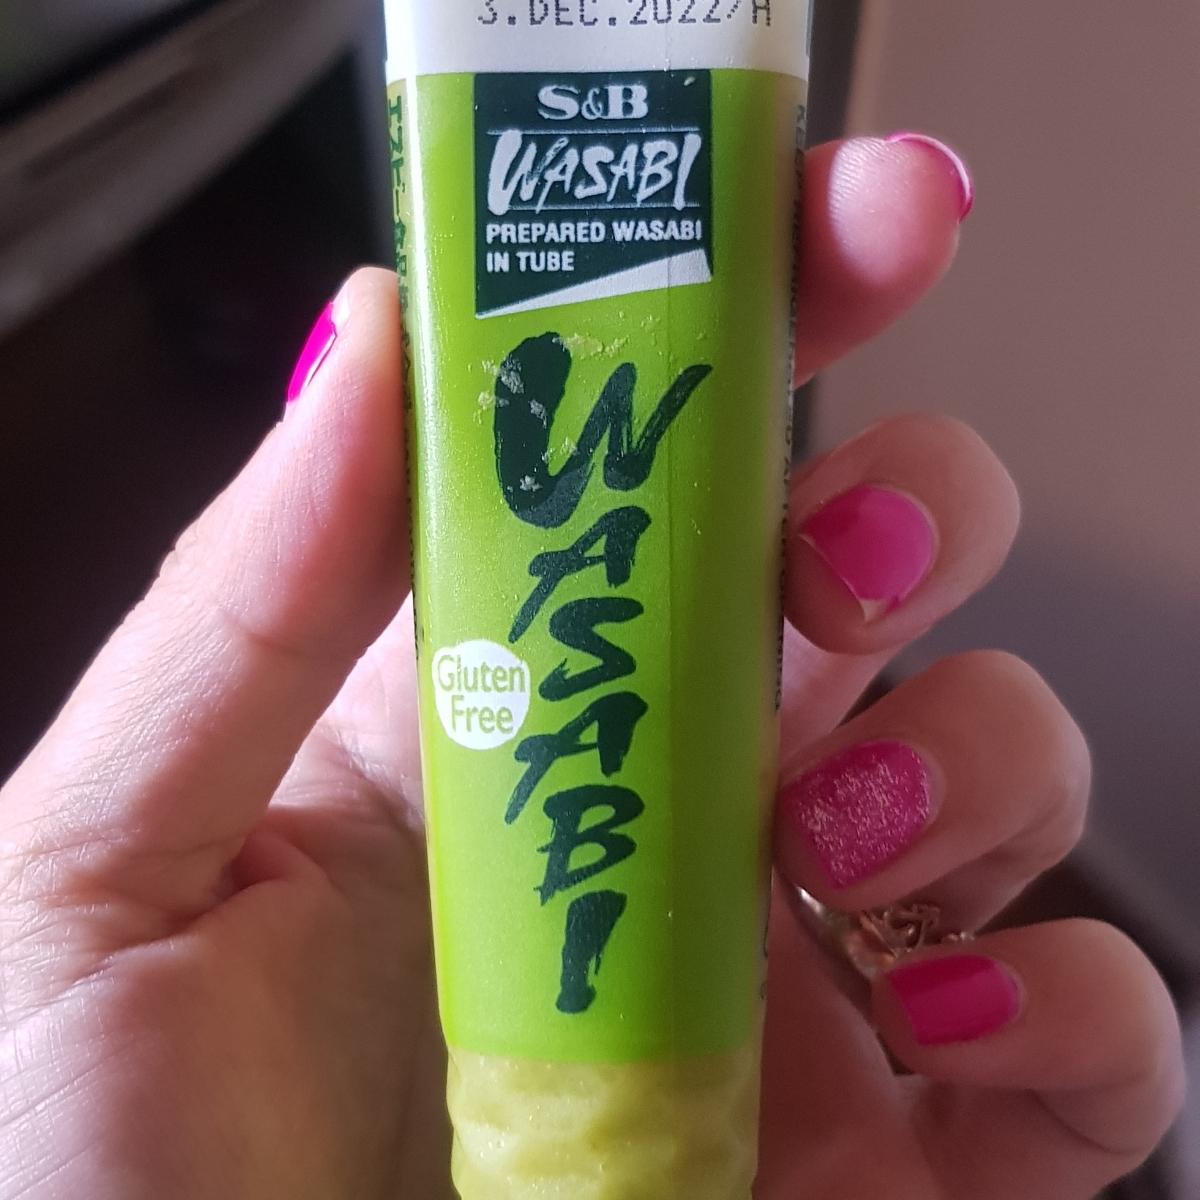 3.DEC.2022/A
S&B
WASABI
PREPARED WASABI
IN TUBE
WASABI
Gluten
Free